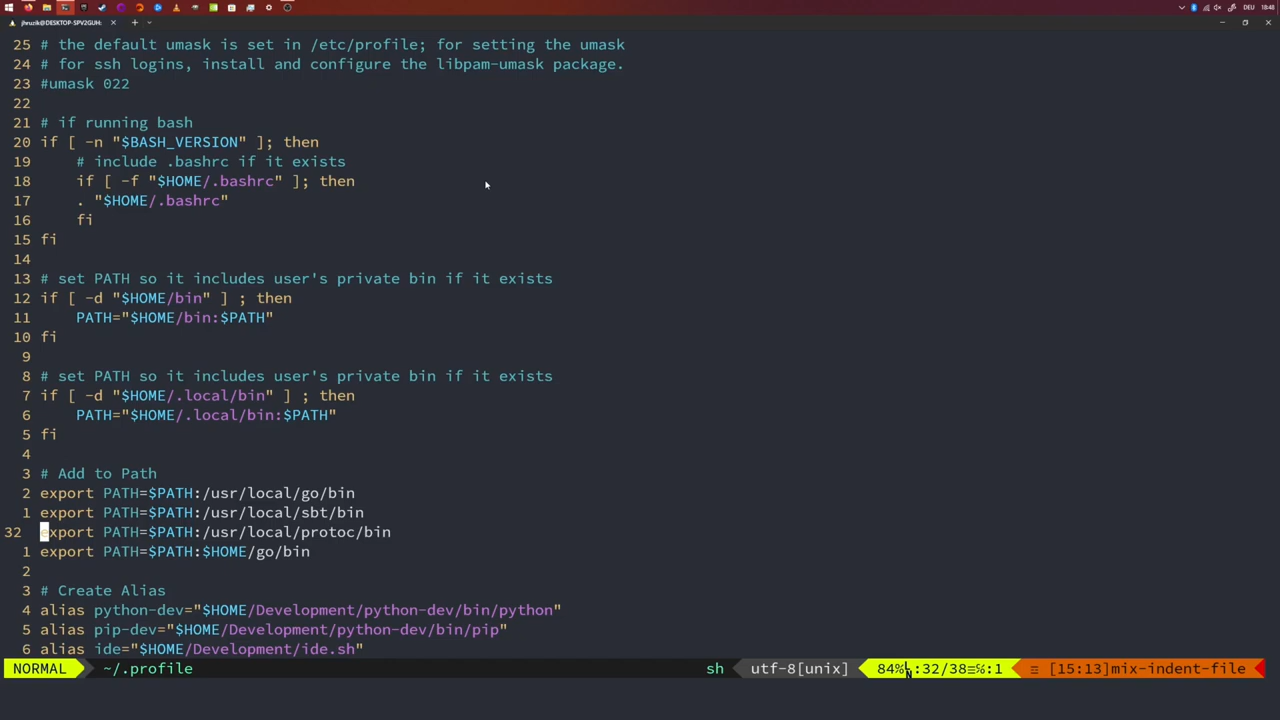 jhruzik@DESKTOP-SPV2GUH:
DEU 18:48
25 # the default umask is set in /etc/profile; for setting the umask
24 # for ssh logins, install and configure the libpam-umask package.
23 #umask 022
22
21 # if running bash
20 if [ -n "$BASH_VERSION" ]; then
19     # include .bashrc if it exists
18     if [ -f "$HOME/.bashrc" ]; then
17     . "$HOME/.bashrc"
16     fi
15 fi
14
13 # set PATH so it includes user's private bin if it exists
12 if [ -d "$HOME/bin" ] ; then
11     PATH="$HOME/bin:$PATH"
10 fi
9
8 # set PATH so it includes user's private bin if it exists
7 if [ -d "$HOME/.local/bin" ] ; then
6     PATH="$HOME/.local/bin:$PATH"
5 fi
4
3 # Add to Path
2 export PATH=$PATH:/usr/local/go/bin
1 export PATH=$PATH:/usr/local/sbt/bin
32 export PATH=$PATH:/usr/local/protoc/bin
1 export PATH=$PATH:$HOME/go/bin
2
3 # Create Alias
4 alias python-dev="$HOME/Development/python-dev/bin/python"
5 alias pip-dev="$HOME/Development/python-dev/bin/pip"
6 alias ide="$HOME/Development/ide.sh"
NORMAL ~/.profile sh utf-8[unix] 84% :32/38≡℅:1 ≡ [15:13]mix-indent-file